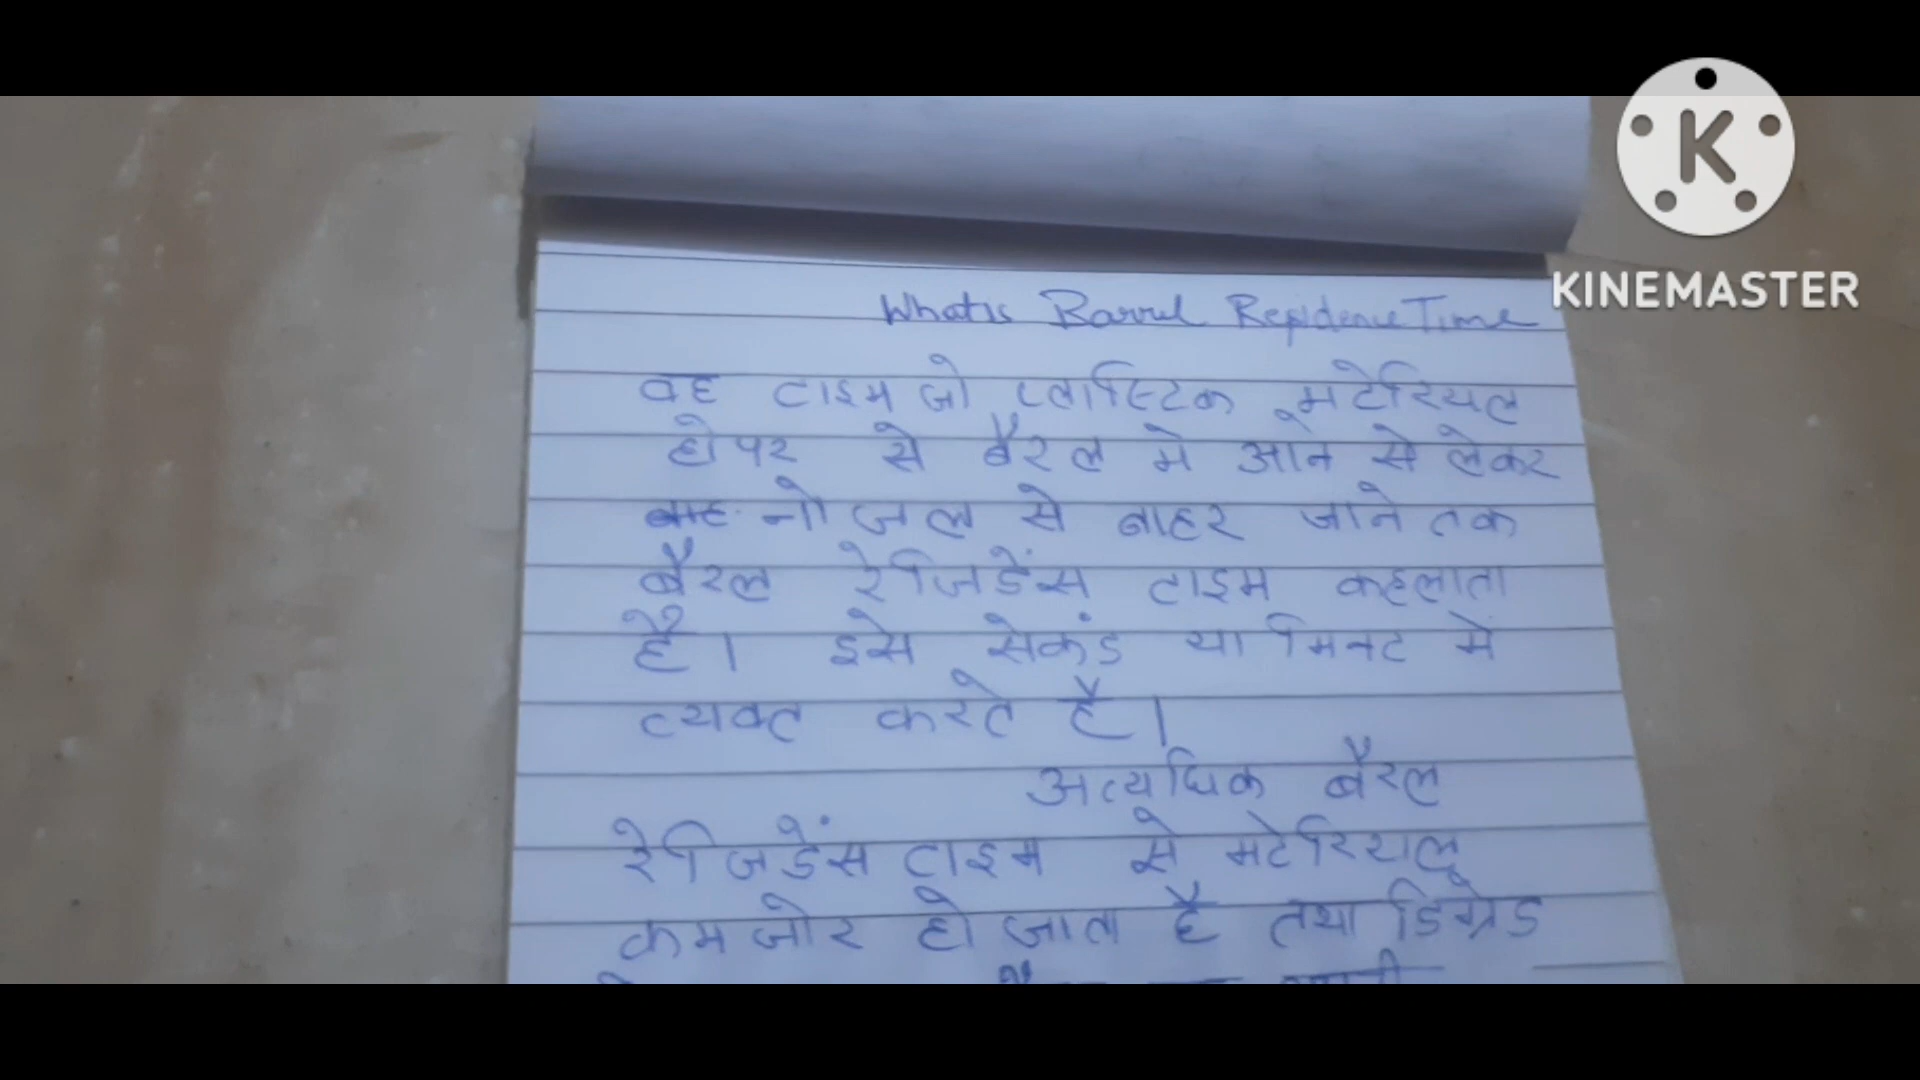 What is Barrel Residence Time
वह टाइम जो प्लास्टिक मटेरियल
होपर से बैरल मे आने से लेकर
नोजल से बाहर जाने तक
बैरल रेजिडेंस टाइम कहलाता
है। इसे सेकंड या मिनट मे
व्यक्त करते है।
अत्यधिक बैरल
रेजिडेंस टाइम से मटेरियल
कमजोर हो जाता है तथा डिग्रेड
K
KINEMASTER